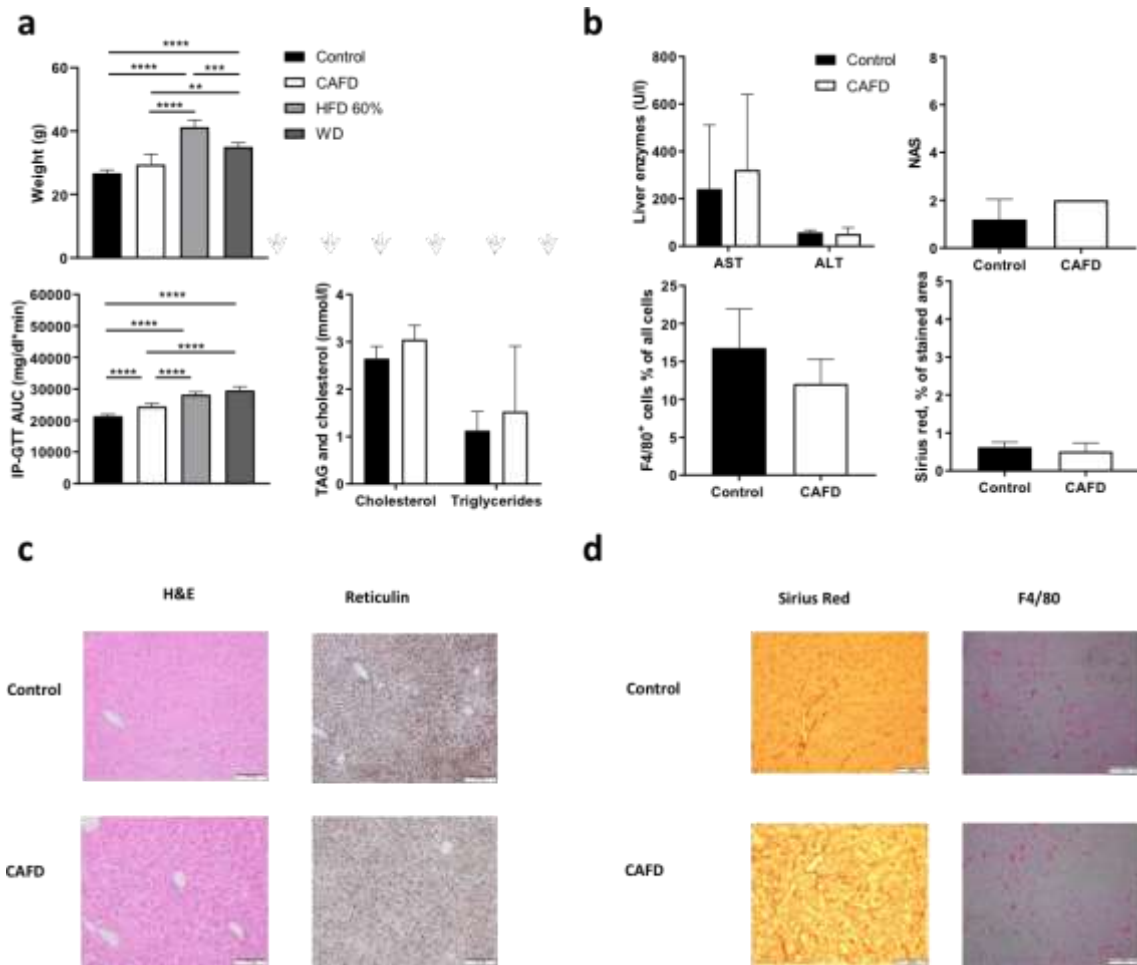 a
****
****
***
**
****
60
40
20
0
Weight (g)
Control
CAFD
HFD 60%
WD
****
****
****
****
****
60000
50000
40000
30000
20000
10000
0
IP-GTT AUC (mg/dl*min)
4
3
2
1
0
TAG and cholesterol (mmol/l)
Cholesterol
Triglycerides
b
800
600
400
200
0
Liver enzymes (U/l)
AST
ALT
Control
CAFD
8
6
4
2
0
NAS
Control
CAFD
25
20
15
10
5
0
F4/80+ cells % of all cells
Control
CAFD
5
4
3
2
1
0
Sirius red, % of stained area
Control
CAFD
c
H&E
Reticulin
Control
CAFD
d
Sirius Red
F4/80
Control
CAFD